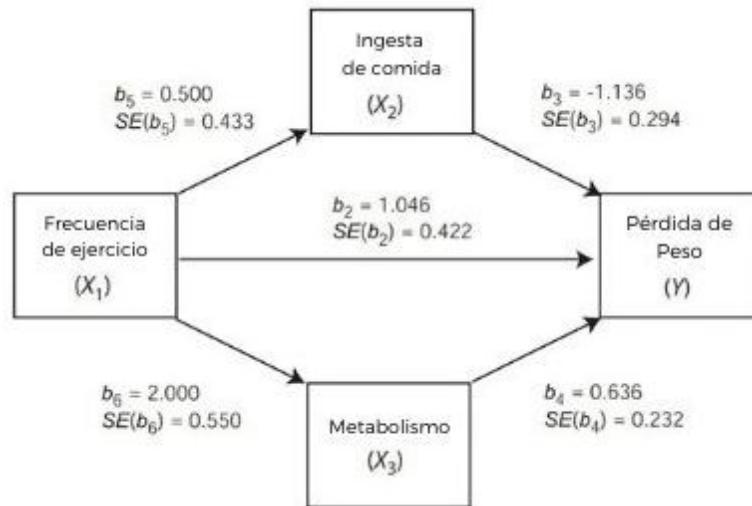 Ingesta
de comida
(X2)
b5 = 0.500
SE(b5) = 0.433
b3 = -1.136
SE(b3) = 0.294
b2 = 1.046
SE(b2) = 0.422
Frecuencia
de ejercicio
(X1)
Pérdida de
Peso
(Y)
b6 = 2.000
SE(b6) = 0.550
b4 = 0.636
SE(b4) = 0.232
Metabolismo
(X3)